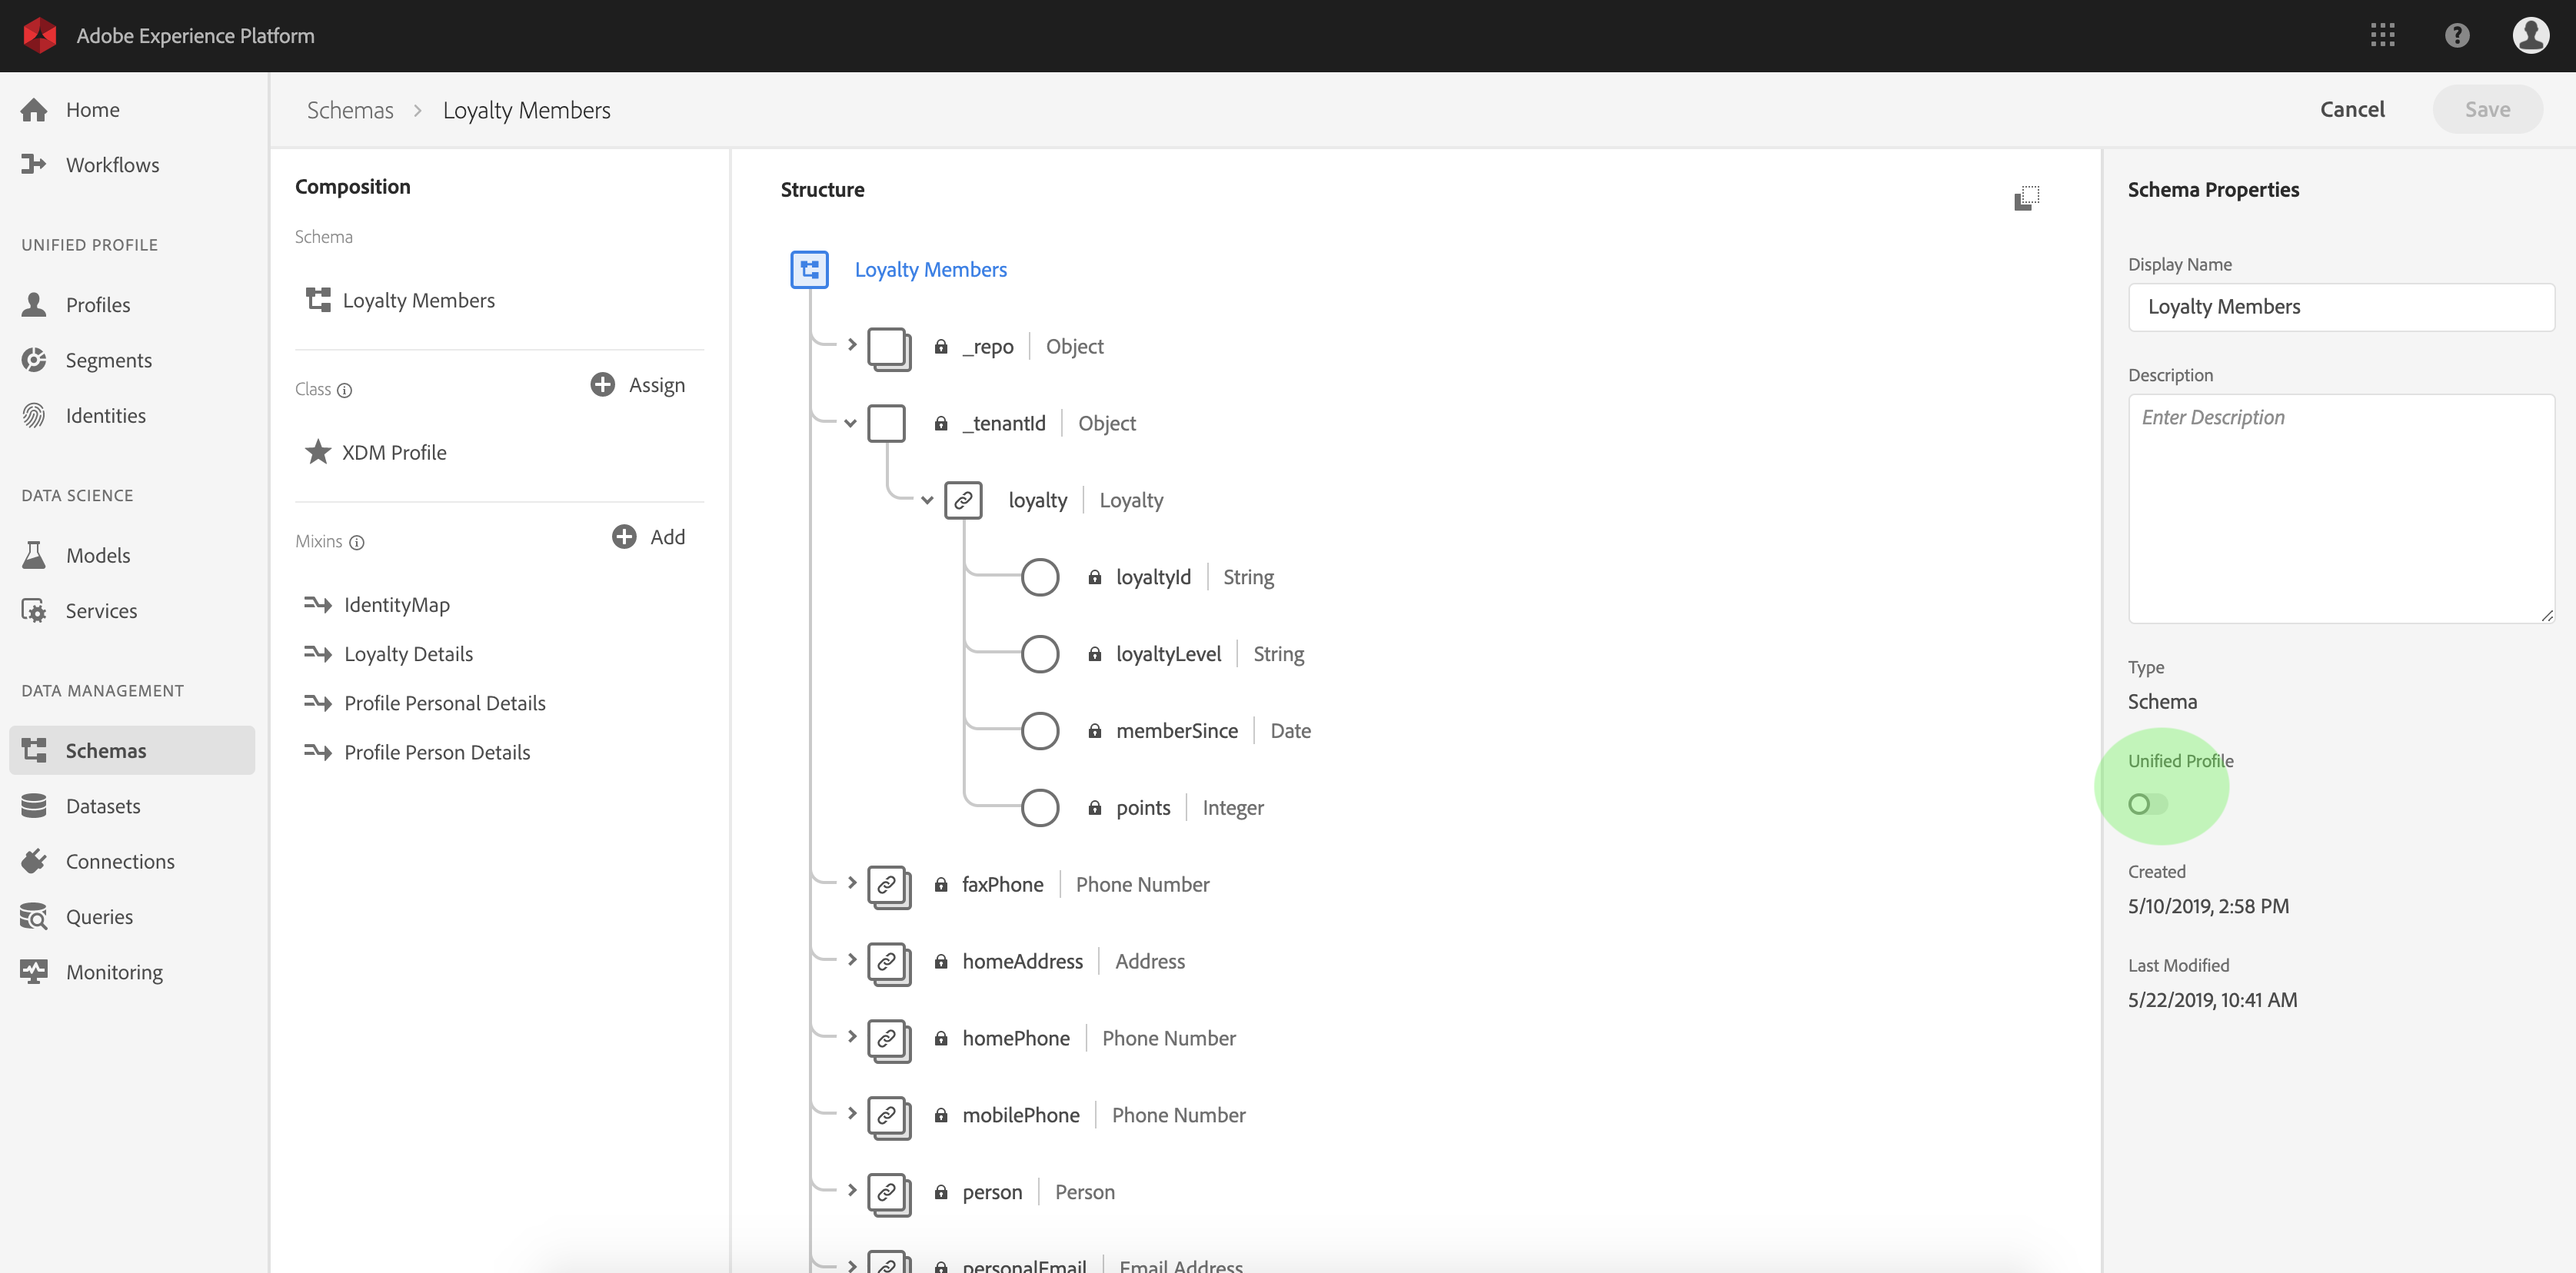 Adobe Experience Platform
Home
Workflows
UNIFIED PROFILE
Profiles
Segments
Identities
DATA SCIENCE
Models
Services
DATA MANAGEMENT
Schemas
Datasets
Connections
Queries
Monitoring
Schemas > Loyalty Members
Cancel
Save
Composition
Schema
Loyalty Members
Class
Assign
XDM Profile
Mixins
Add
IdentityMap
Loyalty Details
Profile Personal Details
Profile Person Details
Structure
Loyalty Members
_repo | Object
_tenantId | Object
loyalty | Loyalty
loyaltyId | String
loyaltyLevel | String
memberSince | Date
points | Integer
faxPhone | Phone Number
homeAddress | Address
homePhone | Phone Number
mobilePhone | Phone Number
person | Person
personalEmail | Email Address
Schema Properties
Display Name
Loyalty Members
Description
Enter Description
Type
Schema
Unified Profile
Created
5/10/2019, 2:58 PM
Last Modified
5/22/2019, 10:41 AM